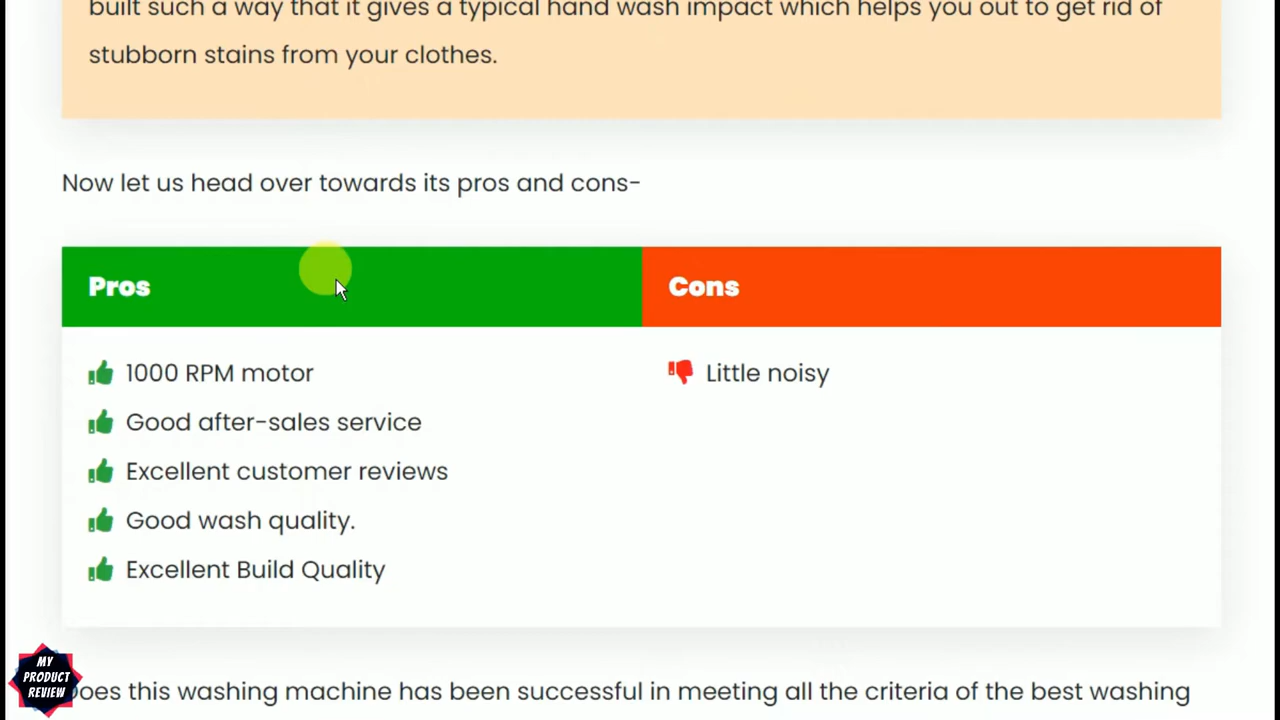 built such a way that it gives a typical hand wash impact which helps you out to get rid of
stubborn stains from your clothes.
Now let us head over towards its pros and cons-
Pros
Cons
1000 RPM motor
Little noisy
Good after-sales service
Excellent customer reviews
Good wash quality.
Excellent Build Quality
MY
PRODUCT
REVIEW
oes this washing machine has been successful in meeting all the criteria of the best washing